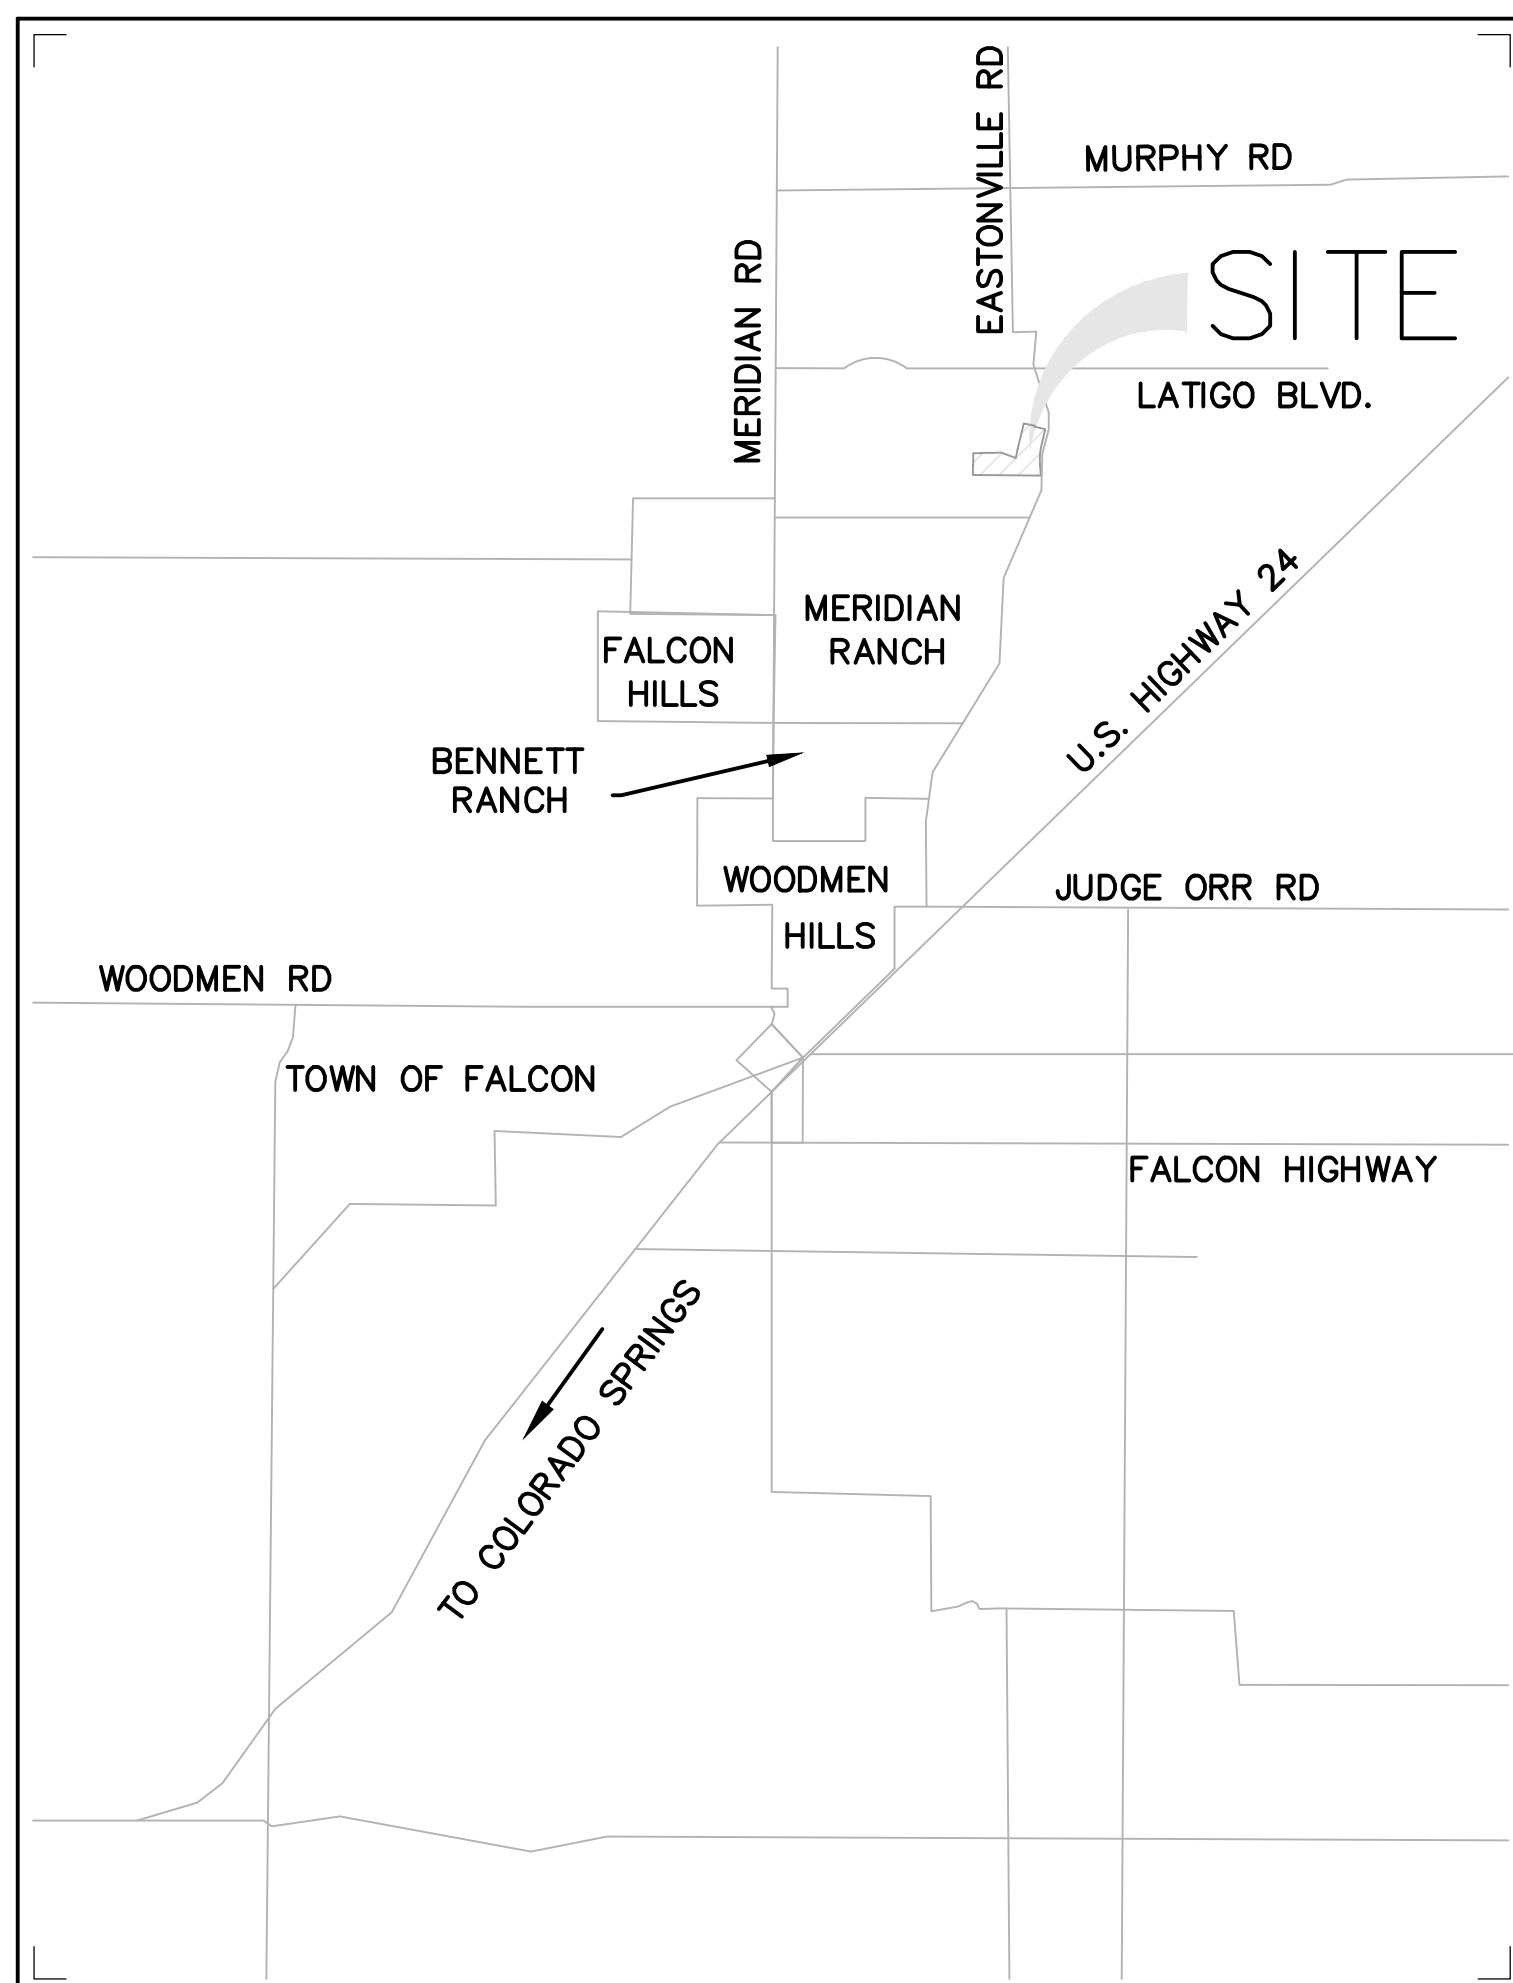 EASTONVILLE RD
MURPHY RD
MERIDIAN RD
SITE
LATIGO BLVD.
MERIDIAN
RANCH
FALCON
HILLS
U.S. HIGHWAY 24
BENNETT
RANCH
WOODMEN
HILLS
JUDGE ORR RD
WOODMEN RD
TOWN OF FALCON
FALCON HIGHWAY
TO COLORADO SPRINGS